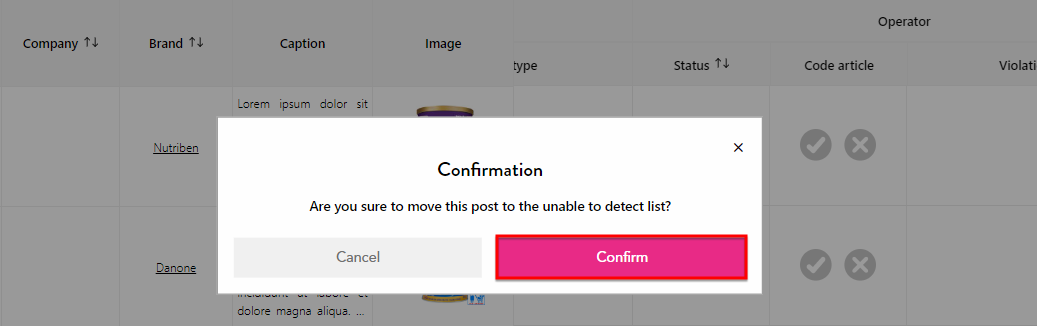 Operator
Company
Brand
Caption
Image
type
Status
Code article
Violati
Lorem ipsum dolor sit
Nutriben
Confirmation
Are you sure to move this post to the unable to detect list?
Cancel
Confirm
Danone
incididunt ut labore et
dolore magna aliqua. ...